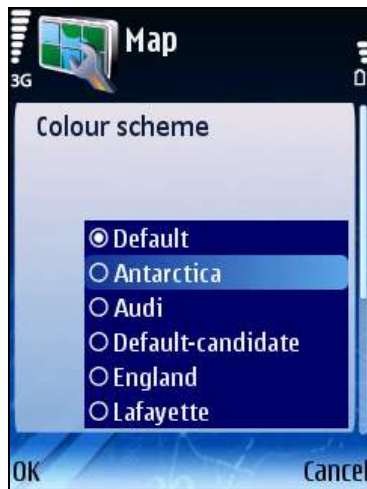 Map
3G
Colour scheme
Default
Antarctica
Audi
Default-candidate
England
Lafayette
OK
Cancel